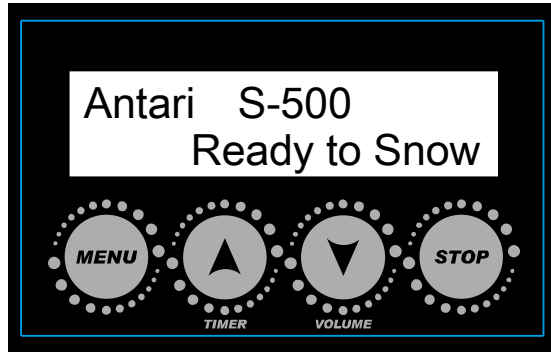 Antari S-500
Ready to Snow
MENU
STOP
TIMER
VOLUME